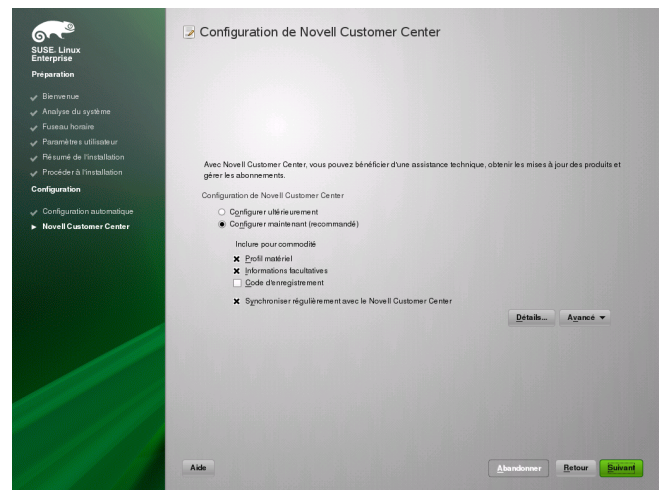 SUSE. Linux
Enterprise
Préparation
Bienvenue
Analyse du système
Fuseau horaire
Paramètres utilisateur
Résumé de l'installation
Procéder à l'installation
Configuration
Configuration automatique
Novell Customer Center
Configuration de Novell Customer Center
Avec Novell Customer Center, vous pouvez bénéficier d'une assistance technique, obtenir les mises à jour des produits et
gérer les abonnements.
Configuration de Novell Customer Center
Configurer ultérieurement
Configurer maintenant (recommandé)
Inclure pour commodité
Profil matériel
Informations facultatives
Code d'enregistrement
Synchroniser régulièrement avec le Novell Customer Center
Détails...
Avancé
Aide
Abandonner
Retour
Suivant